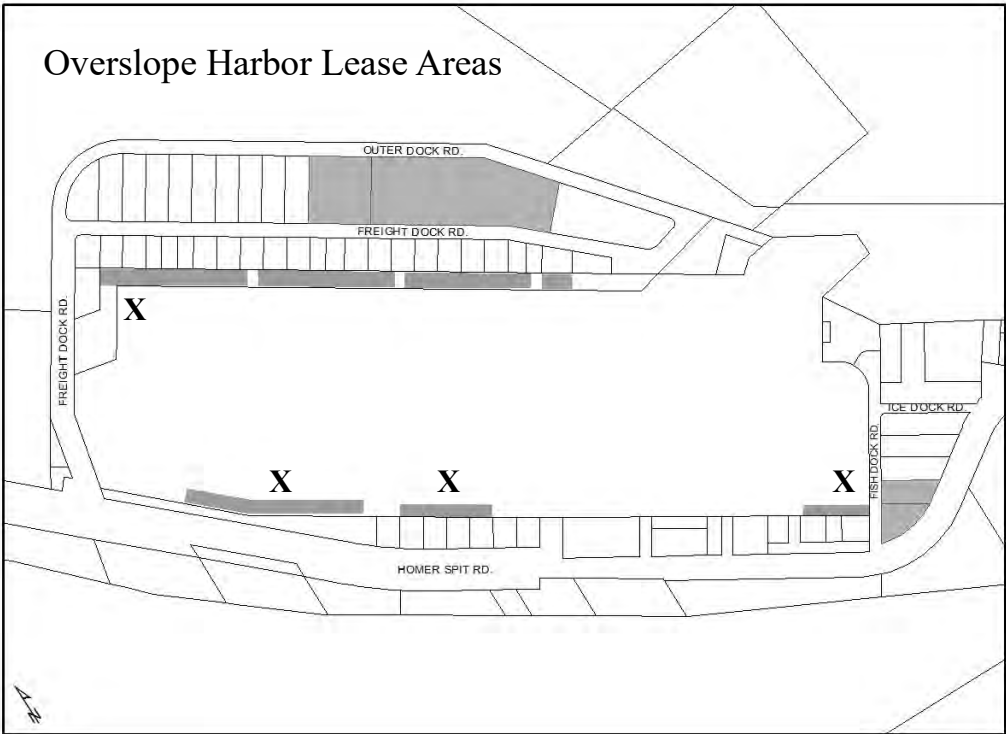 Overslope Harbor Lease Areas
OUTER DOCK RD.
FREIGHT DOCK RD.
X
FREIGHT DOCK RD.
ICE DOCK RD.
FISH DOCK RD.
X
X
X
HOMER SPIT RD.
N